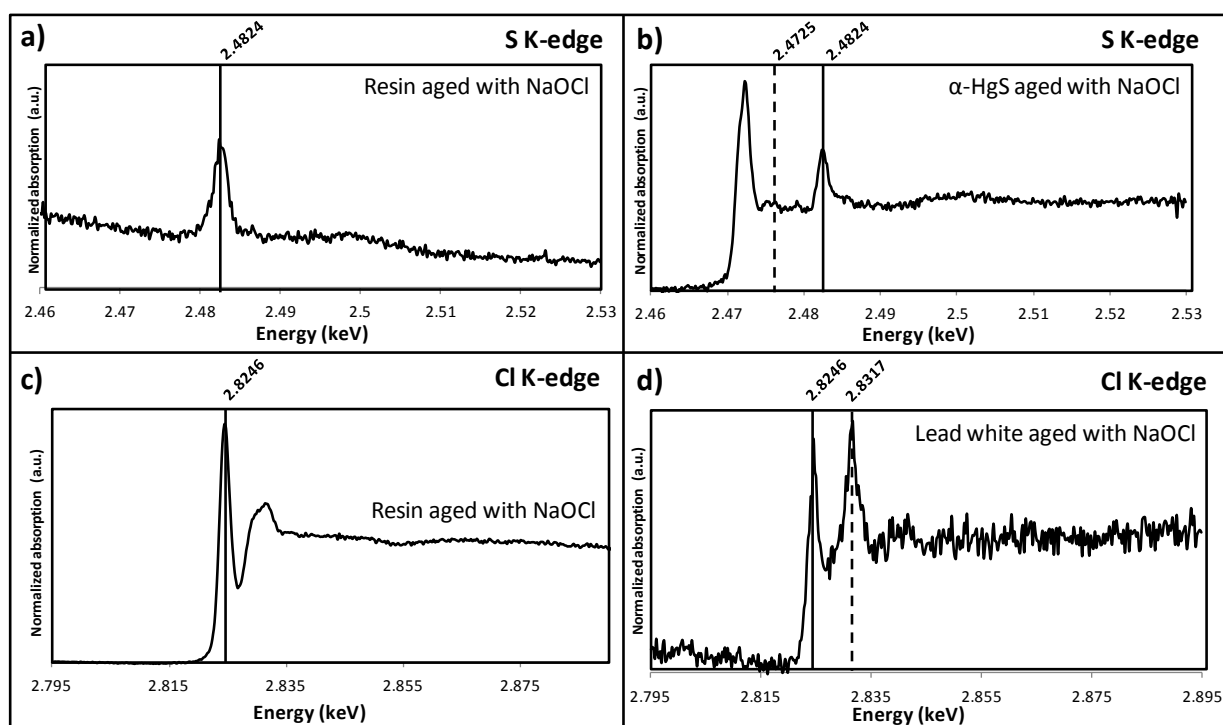 a)
2.4824
S K-edge
Resin aged with NaOCl
Normalized absorption (a.u.)
2.46 2.47 2.48 2.49 2.5 2.51 2.52 2.53
Energy (keV)
b)
2.4725
2.4824
S K-edge
α-HgS aged with NaOCl
Normalized absorption (a.u.)
2.46 2.47 2.48 2.49 2.5 2.51 2.52 2.53
Energy (keV)
c)
2.8246
Cl K-edge
Resin aged with NaOCl
Normalized absorption (a.u.)
2.795 2.815 2.835 2.855 2.875
Energy (keV)
d)
2.8246
2.8317
Cl K-edge
Lead white aged with NaOCl
Normalized absorption (a.u.)
2.795 2.815 2.835 2.855 2.875 2.895
Energy (keV)